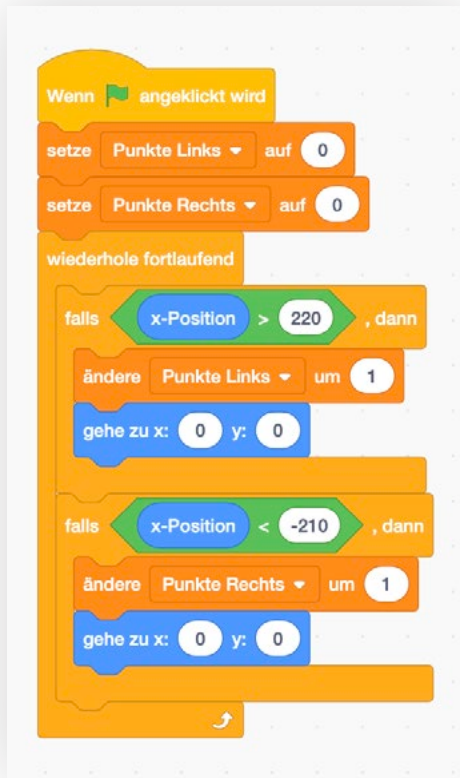 Wenn angeklickt wird
setze Punkte Links auf 0
setze Punkte Rechts auf 0
wiederhole fortlaufend
falls x-Position > 220 , dann
ändere Punkte Links um 1
gehe zu x: 0 y: 0
falls x-Position < -210 , dann
ändere Punkte Rechts um 1
gehe zu x: 0 y: 0